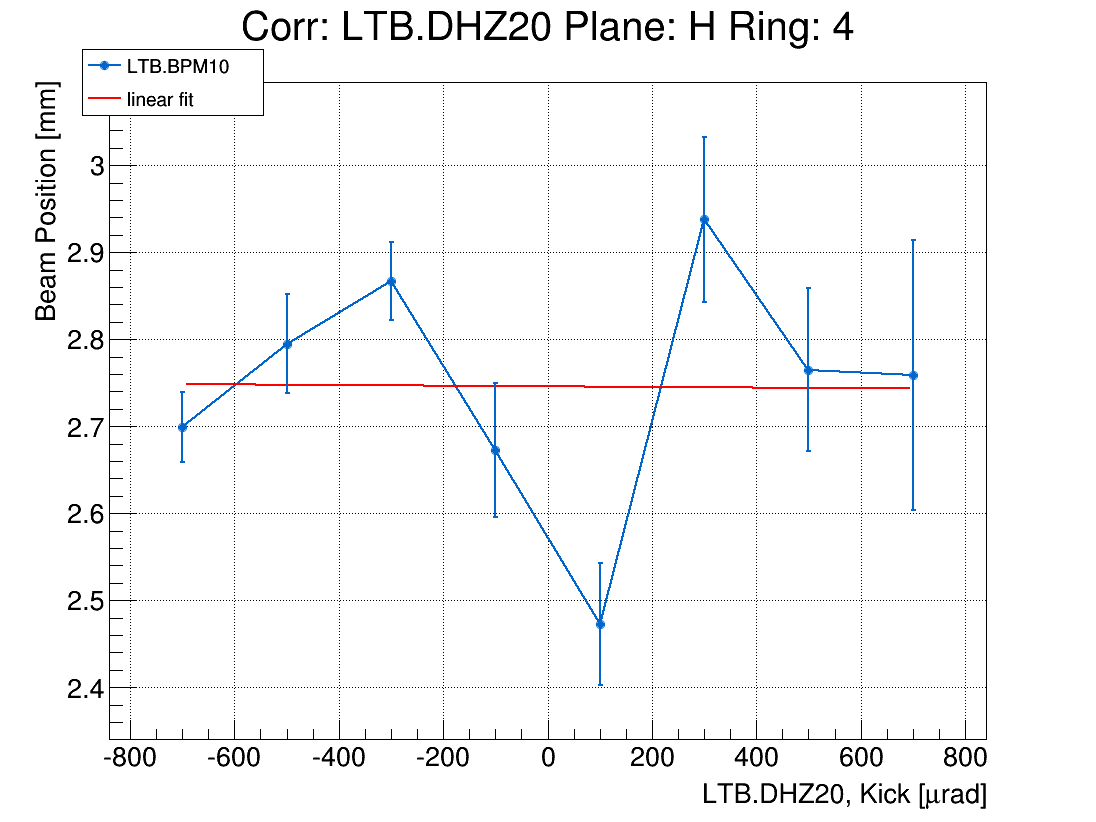 Corr: LTB.DHZ20 Plane: H Ring: 4
LTB.BPM10
linear fit
Beam Position [mm]
3
2.9
2.8
2.7
2.6
2.5
2.4
-800 -600 -400 -200 0 200 400 600 800
LTB.DHZ20, Kick [μrad]